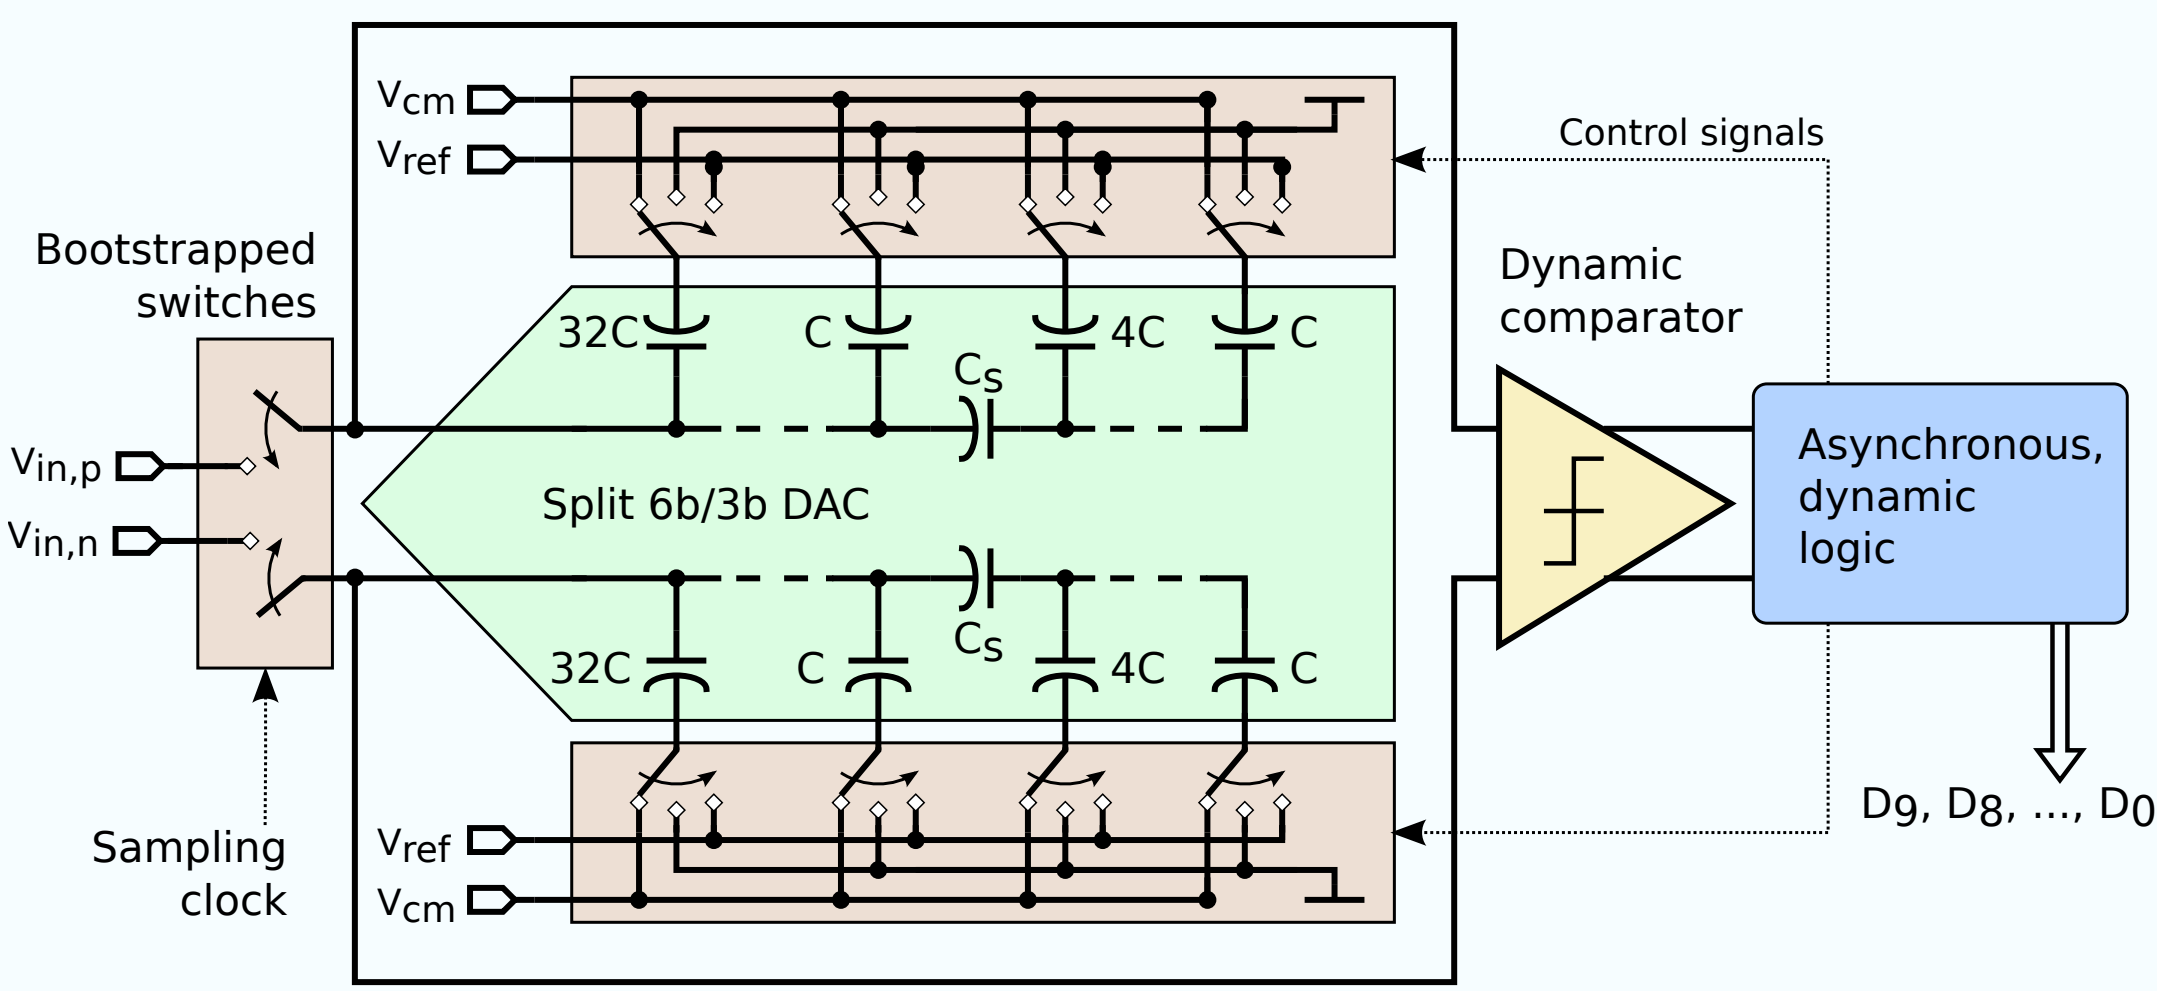 Vcm
Vref
Control signals
Bootstrapped
switches
Dynamic
comparator
32C
C
4C
C
Cs
Vin,p
Vin,n
Split 6b/3b DAC
Asynchronous,
dynamic
logic
Cs
32C
C
4C
C
Sampling
clock
Vref
Vcm
D9, D8, ..., D0